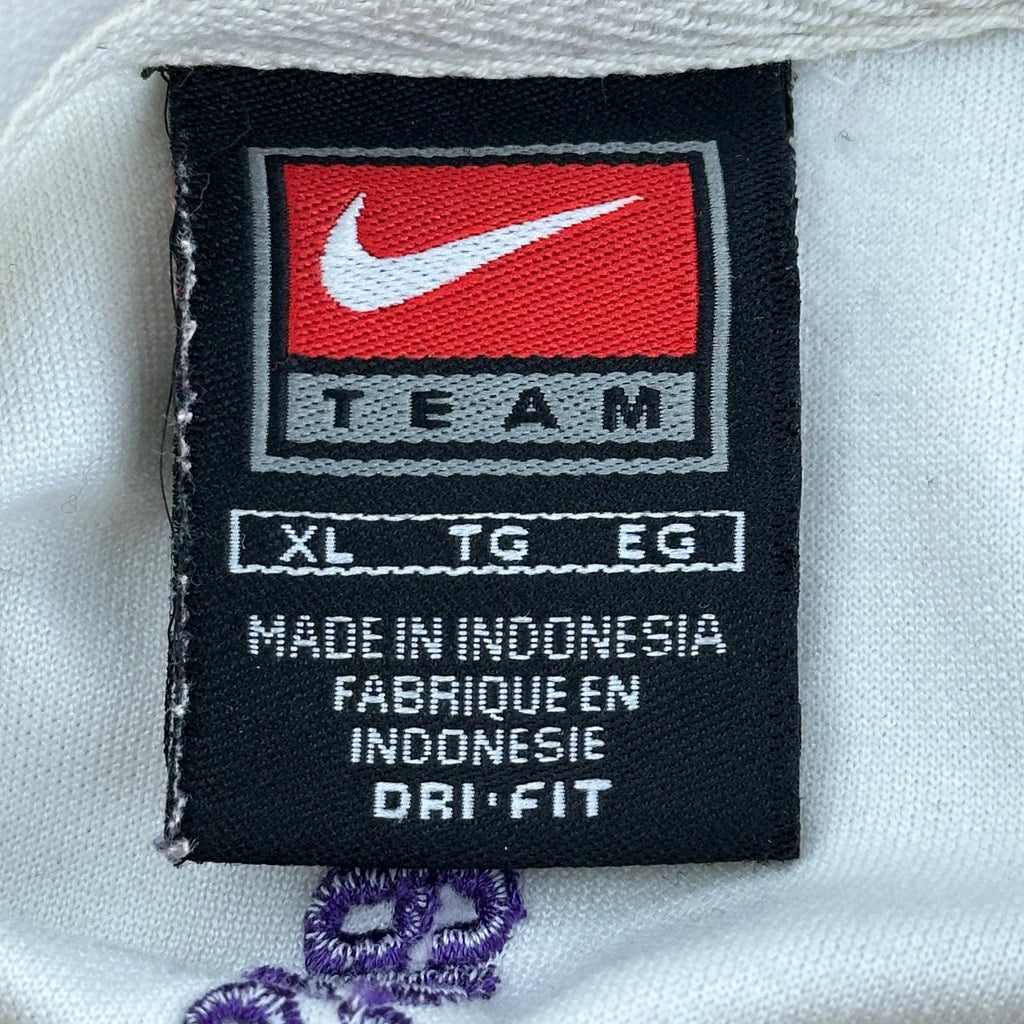 TEAM
XL TG EG
MADE IN INDONESIA
FABRIQUE EN
INDONESIE
DRI·FIT